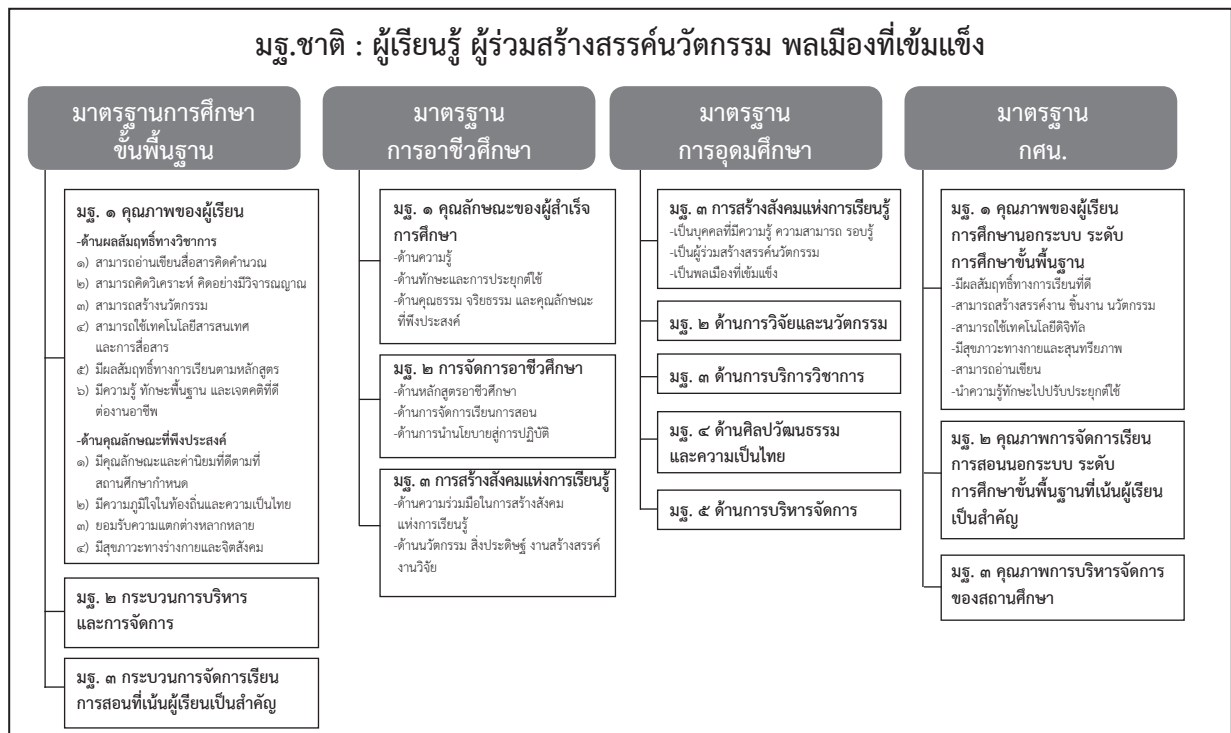 มฐ.ชาติ : ผู้เรียนรู้ ผู้ร่วมสร้างสรรค์นวัตกรรม พลเมืองที่เข้มแข็ง
มาตรฐานการศึกษา
ขั้นพื้นฐาน
มฐ. ๑ คุณภาพของผู้เรียน
-ด้านผลสัมฤทธิ์ทางวิชาการ
๑) สามารถอ่านเขียนสื่อสารคิดคำนวณ
๒) สามารถคิดวิเคราะห์ คิดอย่างมีวิจารณญาณ
๓) สามารถสร้างนวัตกรรม
๔) สามารถใช้เทคโนโลยีสารสนเทศ
และการสื่อสาร
๕) มีผลสัมฤทธิ์ทางการเรียนตามหลักสูตร
๖) มีความรู้ ทักษะพื้นฐาน และเจตคติที่ดี
ต่องานอาชีพ
-ด้านคุณลักษณะที่พึงประสงค์
๑) มีคุณลักษณะและค่านิยมที่ดีตามที่
สถานศึกษากำหนด
๒) มีความภูมิใจในท้องถิ่นและความเป็นไทย
๓) ยอมรับความแตกต่างหลากหลาย
๔) มีสุขภาวะทางร่างกายและจิตสังคม
มฐ. ๒ กระบวนการบริหาร
และการจัดการ
มฐ. ๓ กระบวนการจัดการเรียน
การสอนที่เน้นผู้เรียนเป็นสำคัญ
มาตรฐาน
การอาชีวศึกษา
มฐ. ๑ คุณลักษณะของผู้สำเร็จ
การศึกษา
-ด้านความรู้
-ด้านทักษะและการประยุกต์ใช้
-ด้านคุณธรรม จริยธรรม และคุณลักษณะ
ที่พึงประสงค์
มฐ. ๒ การจัดการอาชีวศึกษา
-ด้านหลักสูตรอาชีวศึกษา
-ด้านการจัดการเรียนการสอน
-ด้านการนำนโยบายสู่การปฏิบัติ
มฐ. ๓ การสร้างสังคมแห่งการเรียนรู้
-ด้านความร่วมมือในการสร้างสังคม
แห่งการเรียนรู้
-ด้านนวัตกรรม สิ่งประดิษฐ์ งานสร้างสรรค์
งานวิจัย
มาตรฐาน
การอุดมศึกษา
มฐ. ๓ การสร้างสังคมแห่งการเรียนรู้
-เป็นบุคคลที่มีความรู้ ความสามารถ รอบรู้
-เป็นผู้ร่วมสร้างสรรค์นวัตกรรม
-เป็นพลเมืองที่เข้มแข็ง
มฐ. ๒ ด้านการวิจัยและนวัตกรรม
มฐ. ๓ ด้านการบริการวิชาการ
มฐ. ๔ ด้านศิลปวัฒนธรรม
และความเป็นไทย
มฐ. ๕ ด้านการบริหารจัดการ
มาตรฐาน
กศน.
มฐ. ๑ คุณภาพของผู้เรียน
การศึกษานอกระบบ ระดับ
การศึกษาขั้นพื้นฐาน
-มีผลสัมฤทธิ์ทางการเรียนที่ดี
-สามารถสร้างสรรค์งาน ชิ้นงาน นวัตกรรม
-สามารถใช้เทคโนโลยีดิจิทัล
-มีสุขภาวะทางกายและสุนทรียภาพ
-สามารถอ่านเขียน
-นำความรู้ทักษะไปปรับประยุกต์ใช้
มฐ. ๒ คุณภาพการจัดการเรียน
การสอนนอกระบบ ระดับ
การศึกษาขั้นพื้นฐานที่เน้นผู้เรียน
เป็นสำคัญ
มฐ. ๓ คุณภาพการบริหารจัดการ
ของสถานศึกษา